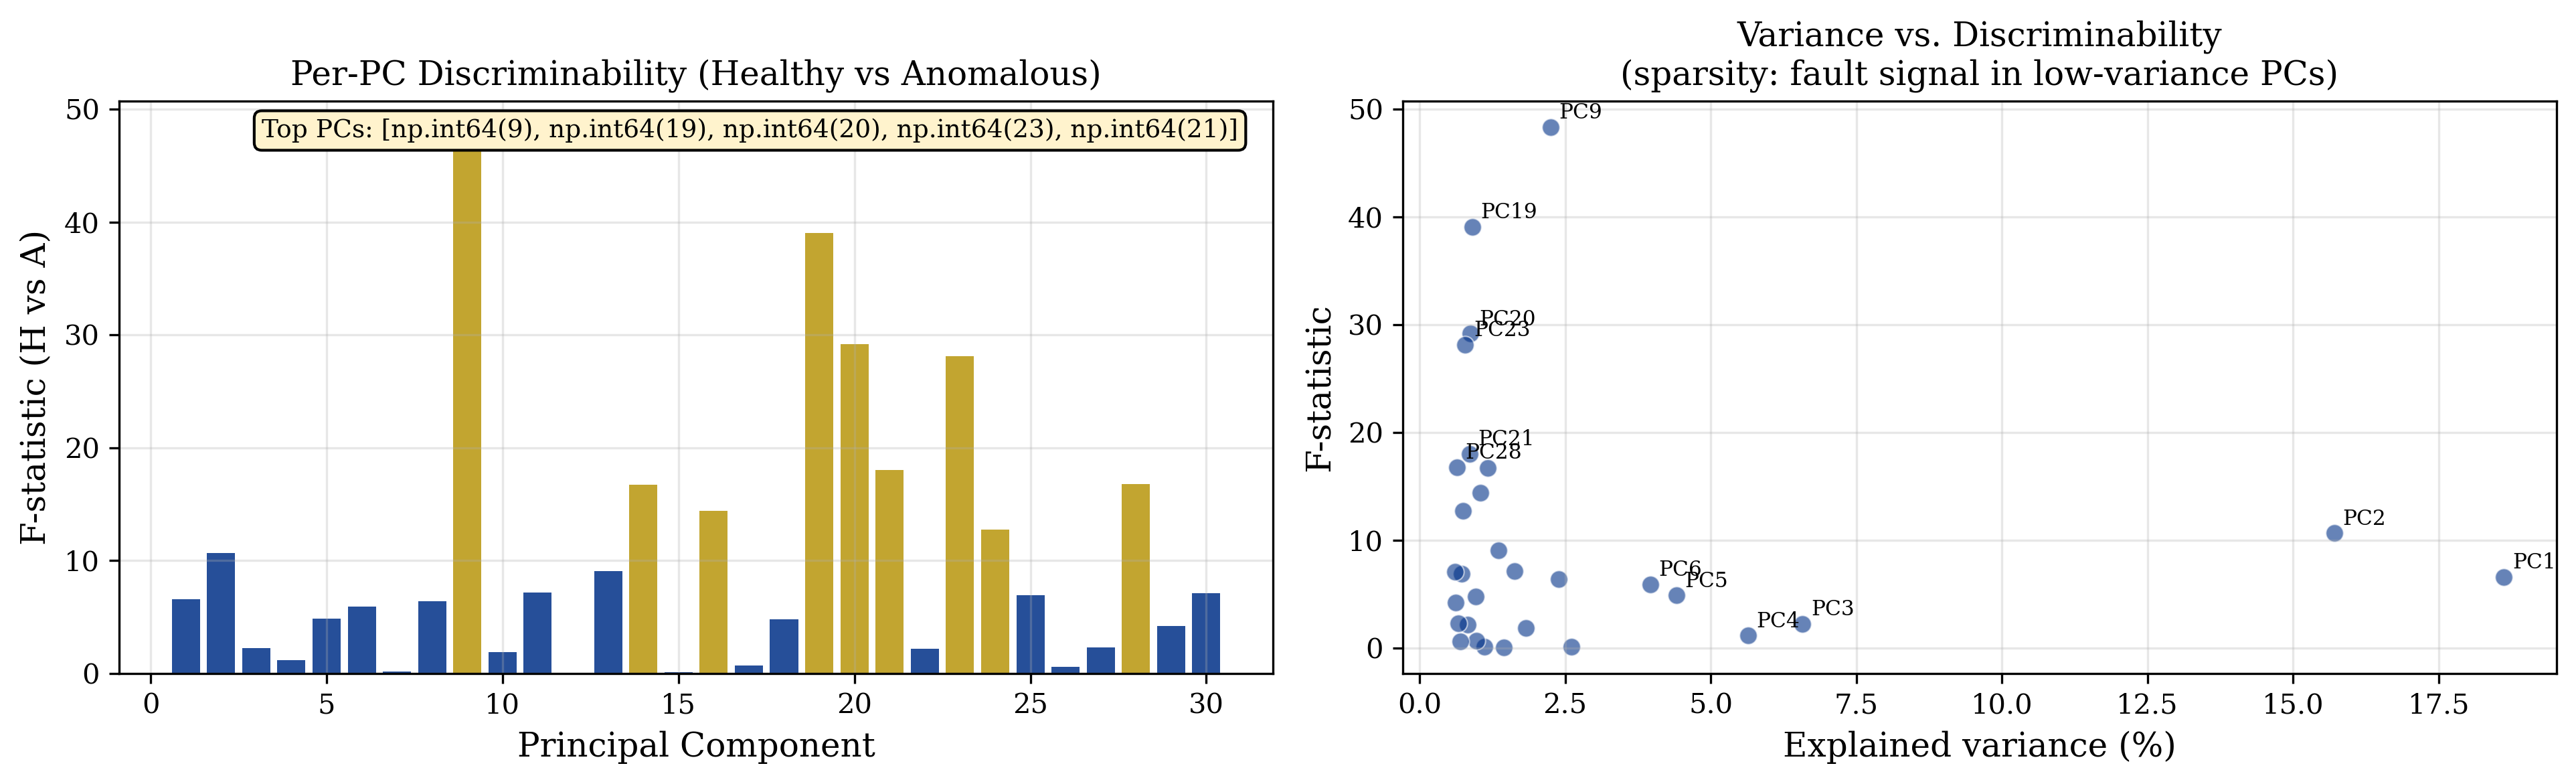 Per-PC Discriminability (Healthy vs Anomalous)
Top PCs: [np.int64(9), np.int64(19), np.int64(20), np.int64(23), np.int64(21)]
F-statistic (H vs A)
50
40
30
20
10
0
0 5 10 15 20 25 30
Principal Component
Variance vs. Discriminability
(sparsity: fault signal in low-variance PCs)
F-statistic
50
40
30
20
10
0
PC9
PC19
PC20
PC23
PC21
PC28
PC2
PC1
PC6
PC5
PC3
PC4
0.0 2.5 5.0 7.5 10.0 12.5 15.0 17.5
Explained variance (%)